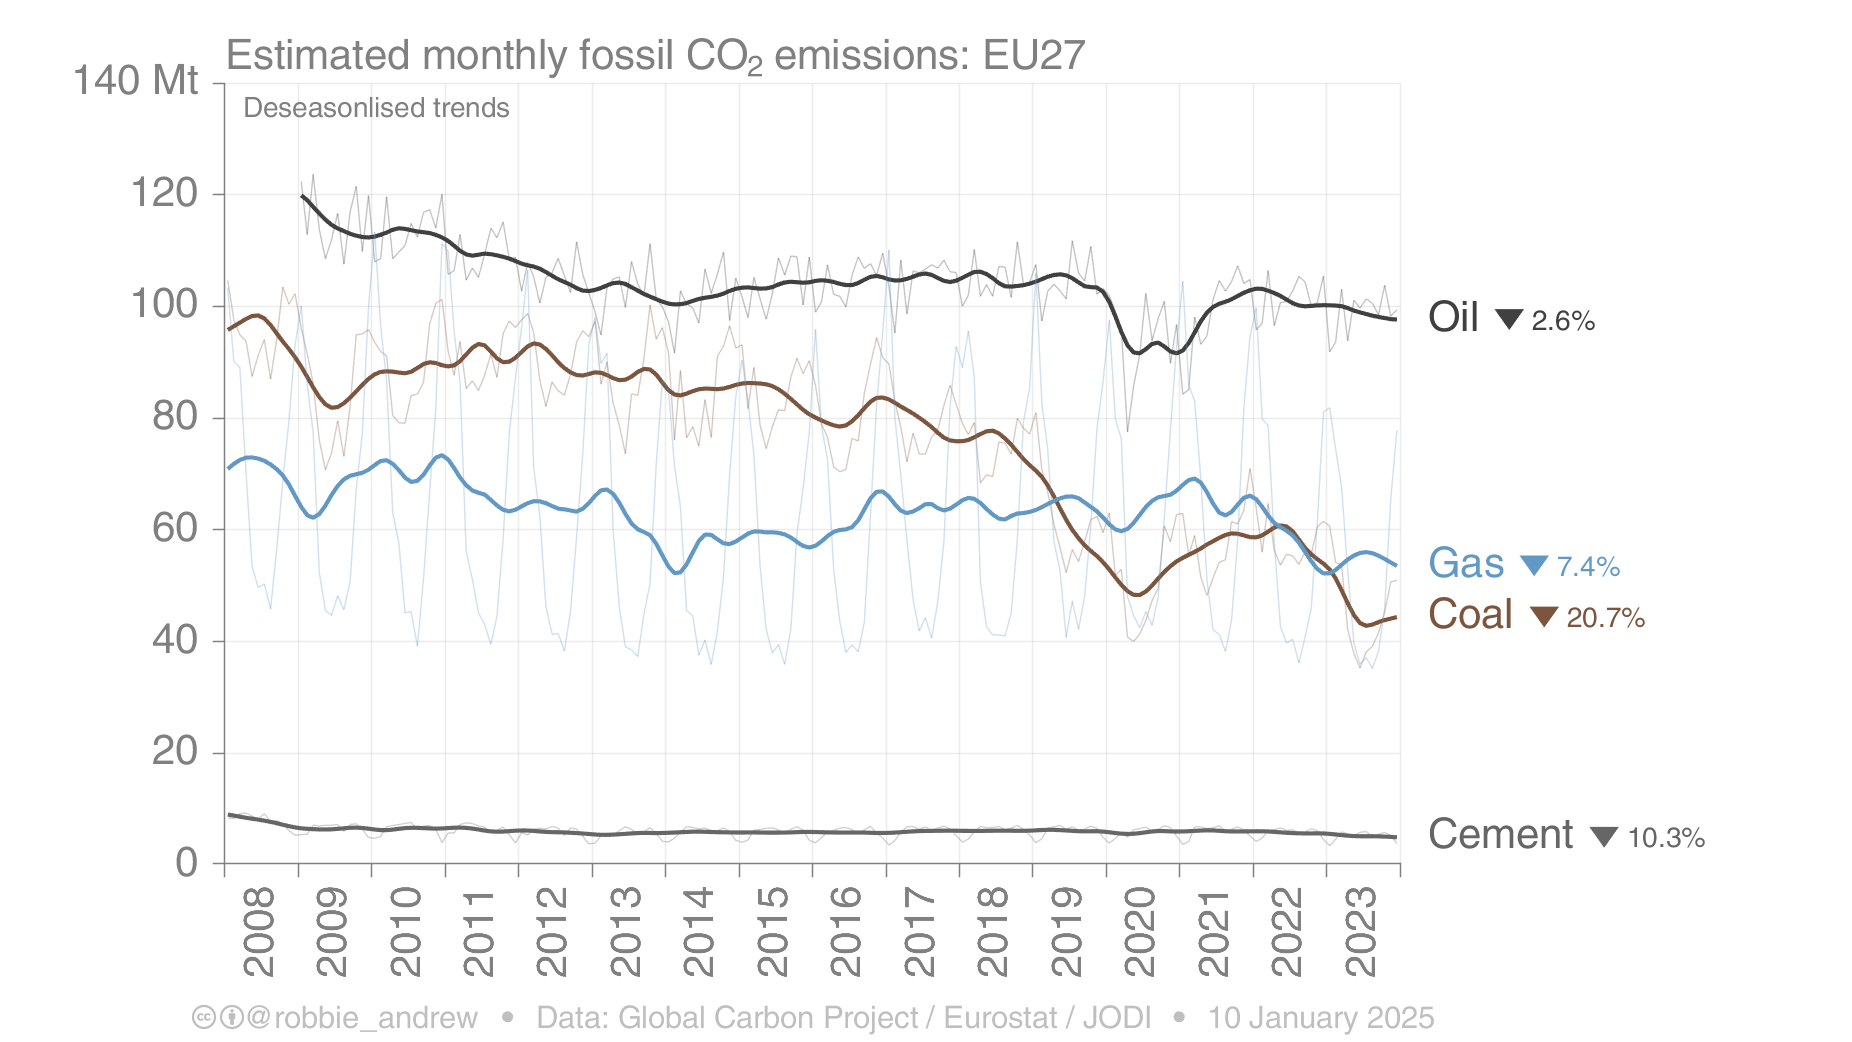 Estimated monthly fossil CO₂ emissions: EU27
140 Mt
Deseasonlised trends
120
100
80
60
40
20
0
Oil ▼ 2.6%
Gas ▼ 7.4%
Coal ▼ 20.7%
Cement ▼ 10.3%
2008 2009 2010 2011 2012 2013 2014 2015 2016 2017 2018 2019 2020 2021 2022 2023
cc @robbie_andrew • Data: Global Carbon Project / Eurostat / JODI • 10 January 2025